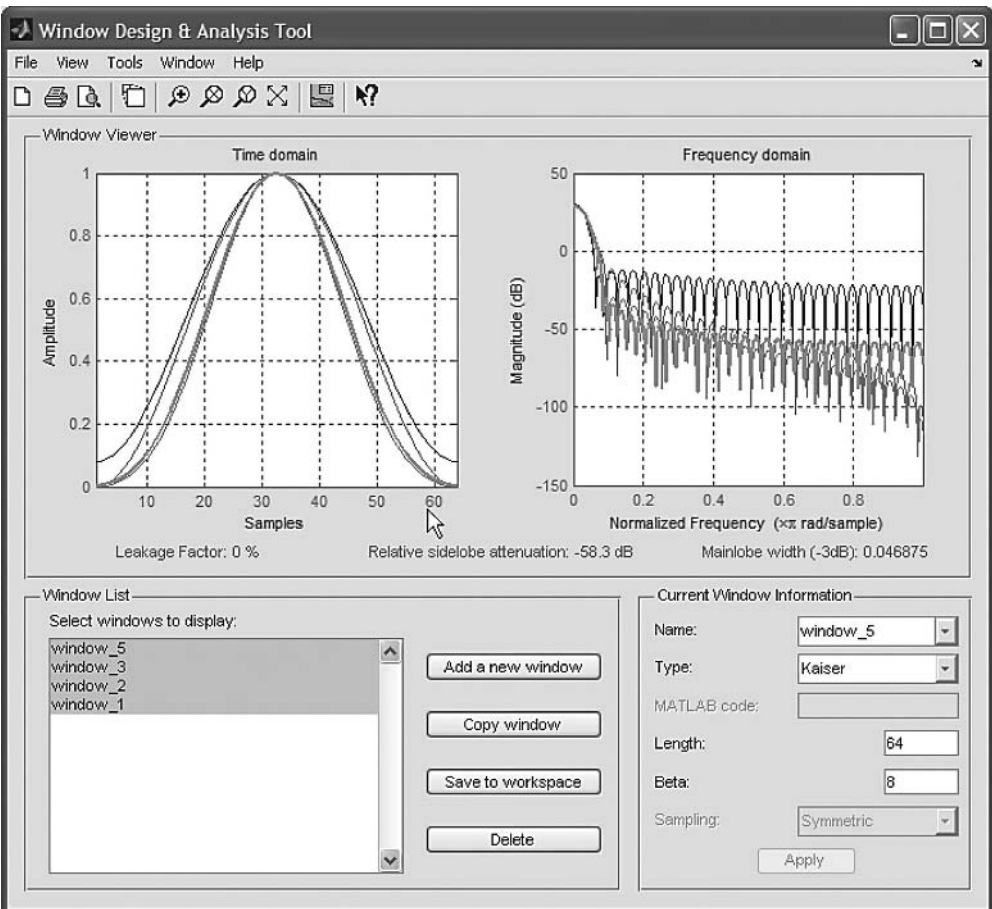 Window Design & Analysis Tool
File View Tools Window Help
Window Viewer
Time domain
Amplitude
1
0.8
0.6
0.4
0.2
0
10 20 30 40 50 60
Samples
Frequency domain
Magnitude (dB)
50
0
-50
-100
-150
0 0.2 0.4 0.6 0.8
Normalized Frequency (×π rad/sample)
Leakage Factor: 0 % Relative sidelobe attenuation: -58.3 dB Mainlobe width (-3dB): 0.046875
Window List
Select windows to display:
window_5
window_3
window_2
window_1
Add a new window
Copy window
Save to workspace
Delete
Current Window Information
Name: window_5
Type: Kaiser
MATLAB code:
Length: 64
Beta: 8
Sampling: Symmetric
Apply